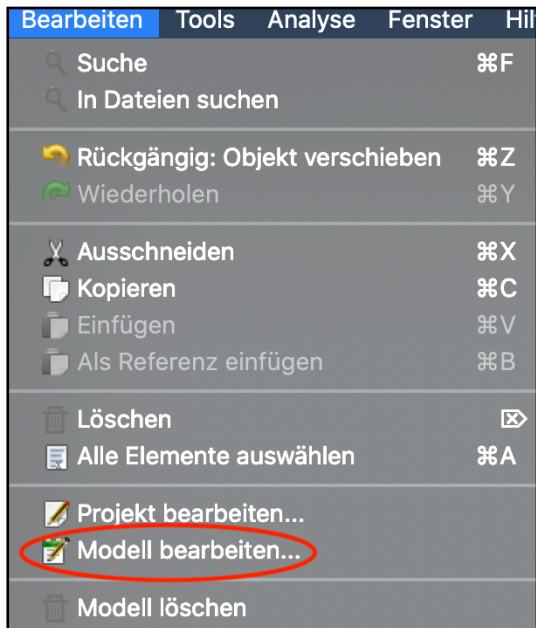 Bearbeiten Tools Analyse Fenster
Suche ⌘F
In Dateien suchen
Rückgängig: Objekt verschieben ⌘Z
Wiederholen ⌘Y
Ausschneiden ⌘X
Kopieren ⌘C
Einfügen ⌘V
Als Referenz einfügen ⌘B
Löschen ⌦
Alle Elemente auswählen ⌘A
Projekt bearbeiten...
Modell bearbeiten...
Modell löschen